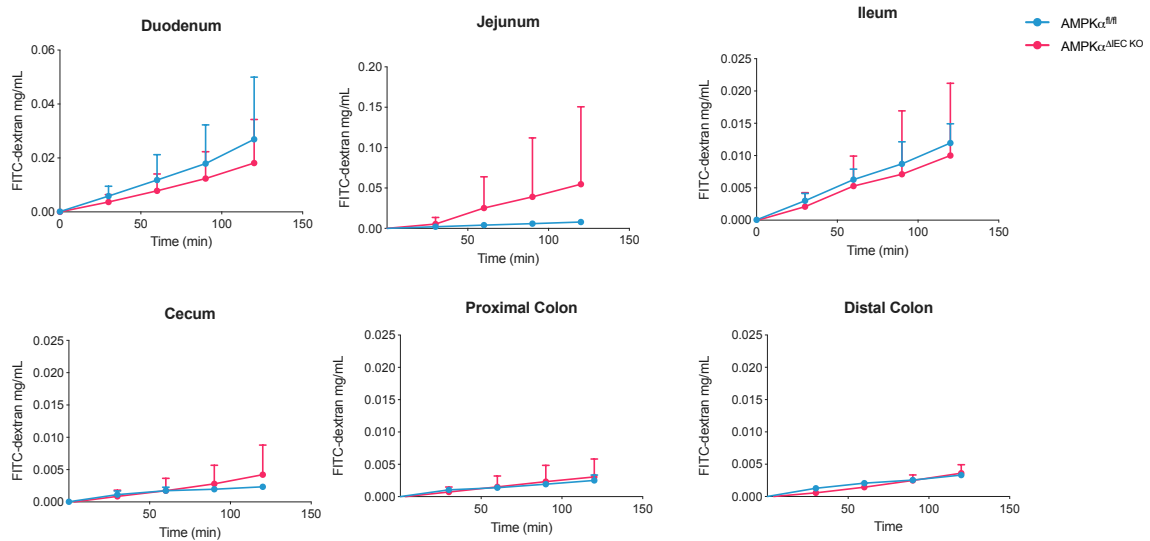 Duodenum
FITC-dextran mg/mL
0.06
0.04
0.02
0.00
0 50 100 150
Time (min)
Jejunum
FITC-dextran mg/mL
0.20
0.15
0.10
0.05
0.00
50 100 150
Time (min)
Ileum
FITC-dextran mg/mL
0.025
0.020
0.015
0.010
0.005
0.000
0 50 100 150
Time (min)
AMPKα^fl/fl
AMPKα^ΔIEC KO
Cecum
FITC-dextran mg/mL
0.025
0.020
0.015
0.010
0.005
0.000
50 100 150
Time (min)
Proximal Colon
FITC-dextran mg/mL
0.025
0.020
0.015
0.010
0.005
0.000
50 100 150
Time (min)
Distal Colon
FITC-dextran mg/mL
0.025
0.020
0.015
0.010
0.005
0.000
50 100 150
Time